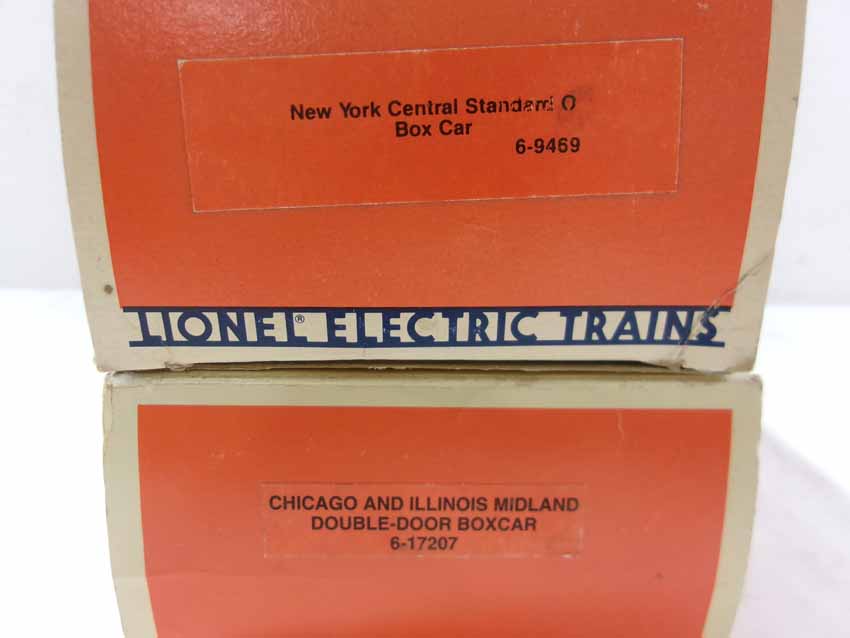 New York Central Standard O
Box Car
6-9469
LIONEL® ELECTRIC TRAINS
CHICAGO AND ILLINOIS MIDLAND
DOUBLE-DOOR BOXCAR
6-17207